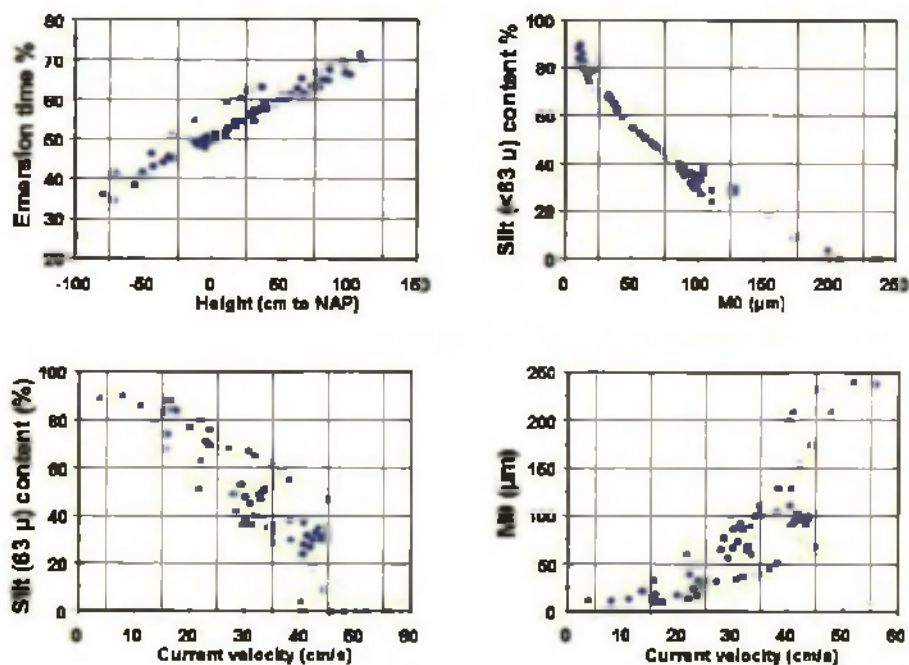 80
70
60
50
40
30
20
-100 -50 0 50 100 150
Emersion time %
Height (cm to NAP)
100
80
60
40
20
0
0 50 100 150 200 250
Silt (<63 µ) content %
M0 (µm)
100
80
60
40
20
0
0 10 20 30 40 50 60
Silt (63 µ) content (%)
Current velocity (cm/s)
250
200
150
100
50
0
0 10 20 30 40 50 60
M0 (µm)
Current velocity (cm/s)